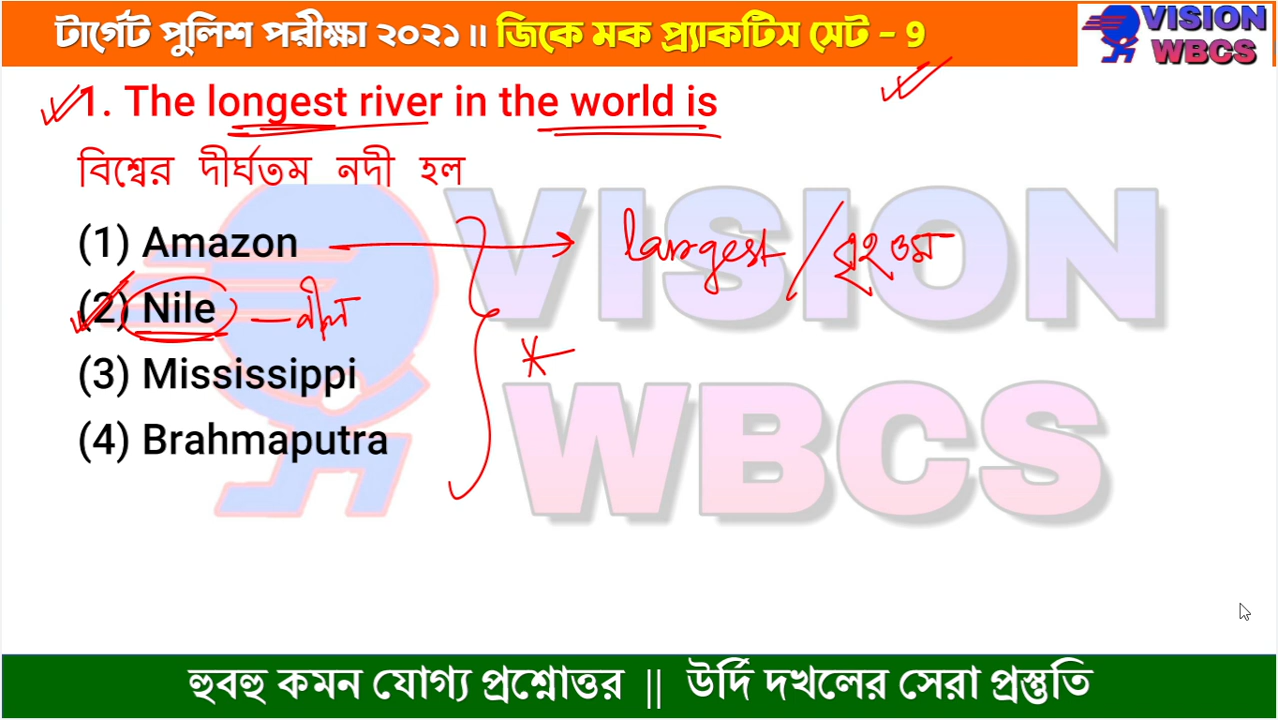 টার্গেট পুলিশ পরীক্ষা ২০২১ ॥ জিকে মক প্র্যাকটিস সেট - 9
VISION
WBCS
1. The longest river in the world is
বিশ্বের দীর্ঘতম নদী হল
(1) Amazon → largest / বৃহত্তম
(2) Nile — নীল
(3) Mississippi
(4) Brahmaputra
VISION
WBCS
হুবহু কমন যোগ্য প্রশ্নোত্তর || উর্দি দখলের সেরা প্রস্তুতি